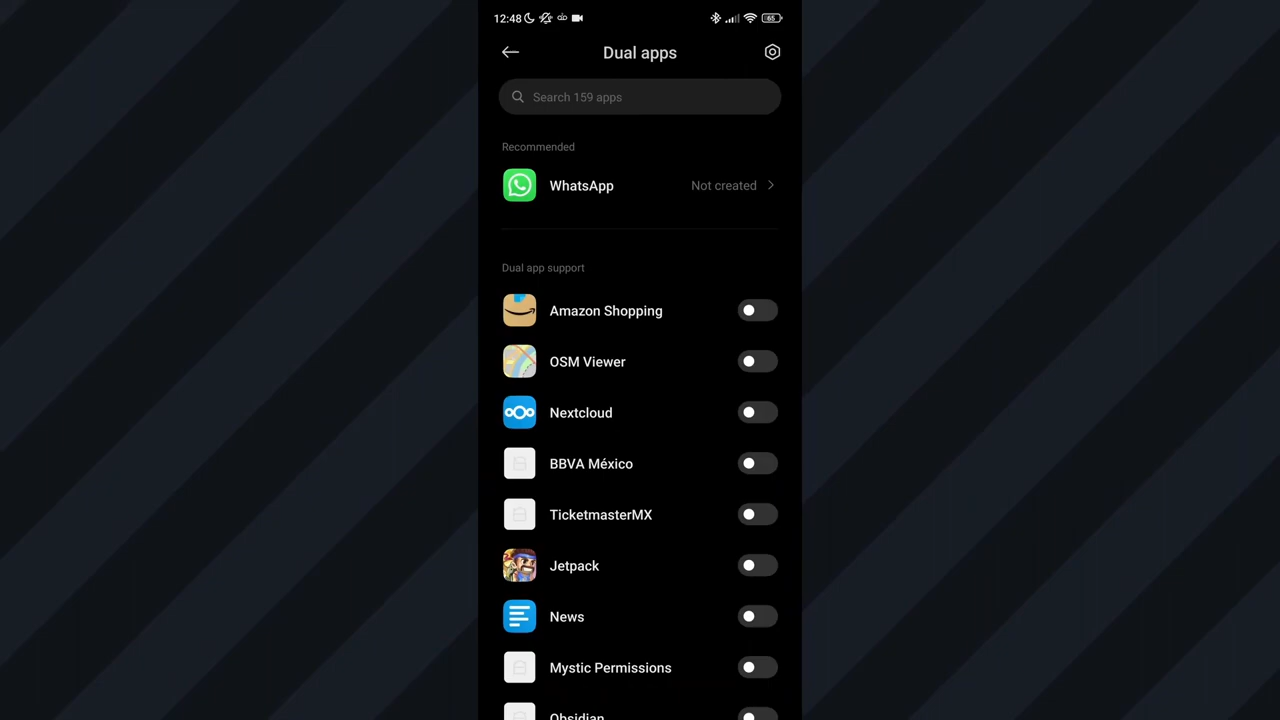 12:48
65
Dual apps
Search 159 apps
Recommended
WhatsApp
Not created
Dual app support
Amazon Shopping
OSM Viewer
Nextcloud
BBVA México
TicketmasterMX
Jetpack
News
Mystic Permissions
Obsidian